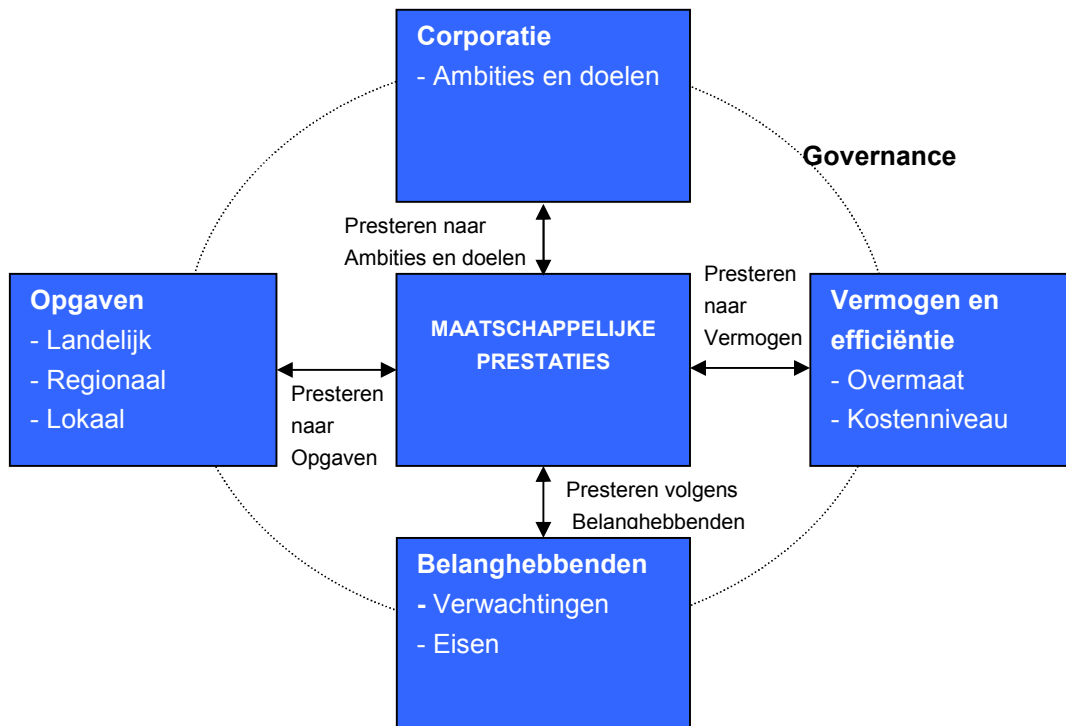 Corporatie
- Ambities en doelen
Governance
Presteren naar
Ambities en doelen
Opgaven
- Landelijk
- Regionaal
- Lokaal
Presteren
naar
Opgaven
MAATSCHAPPELIJKE
PRESTATIES
Presteren
naar
Vermogen
Vermogen en
efficiëntie
- Overmaat
- Kostenniveau
Presteren volgens
Belanghebbenden
Belanghebbenden
- Verwachtingen
- Eisen